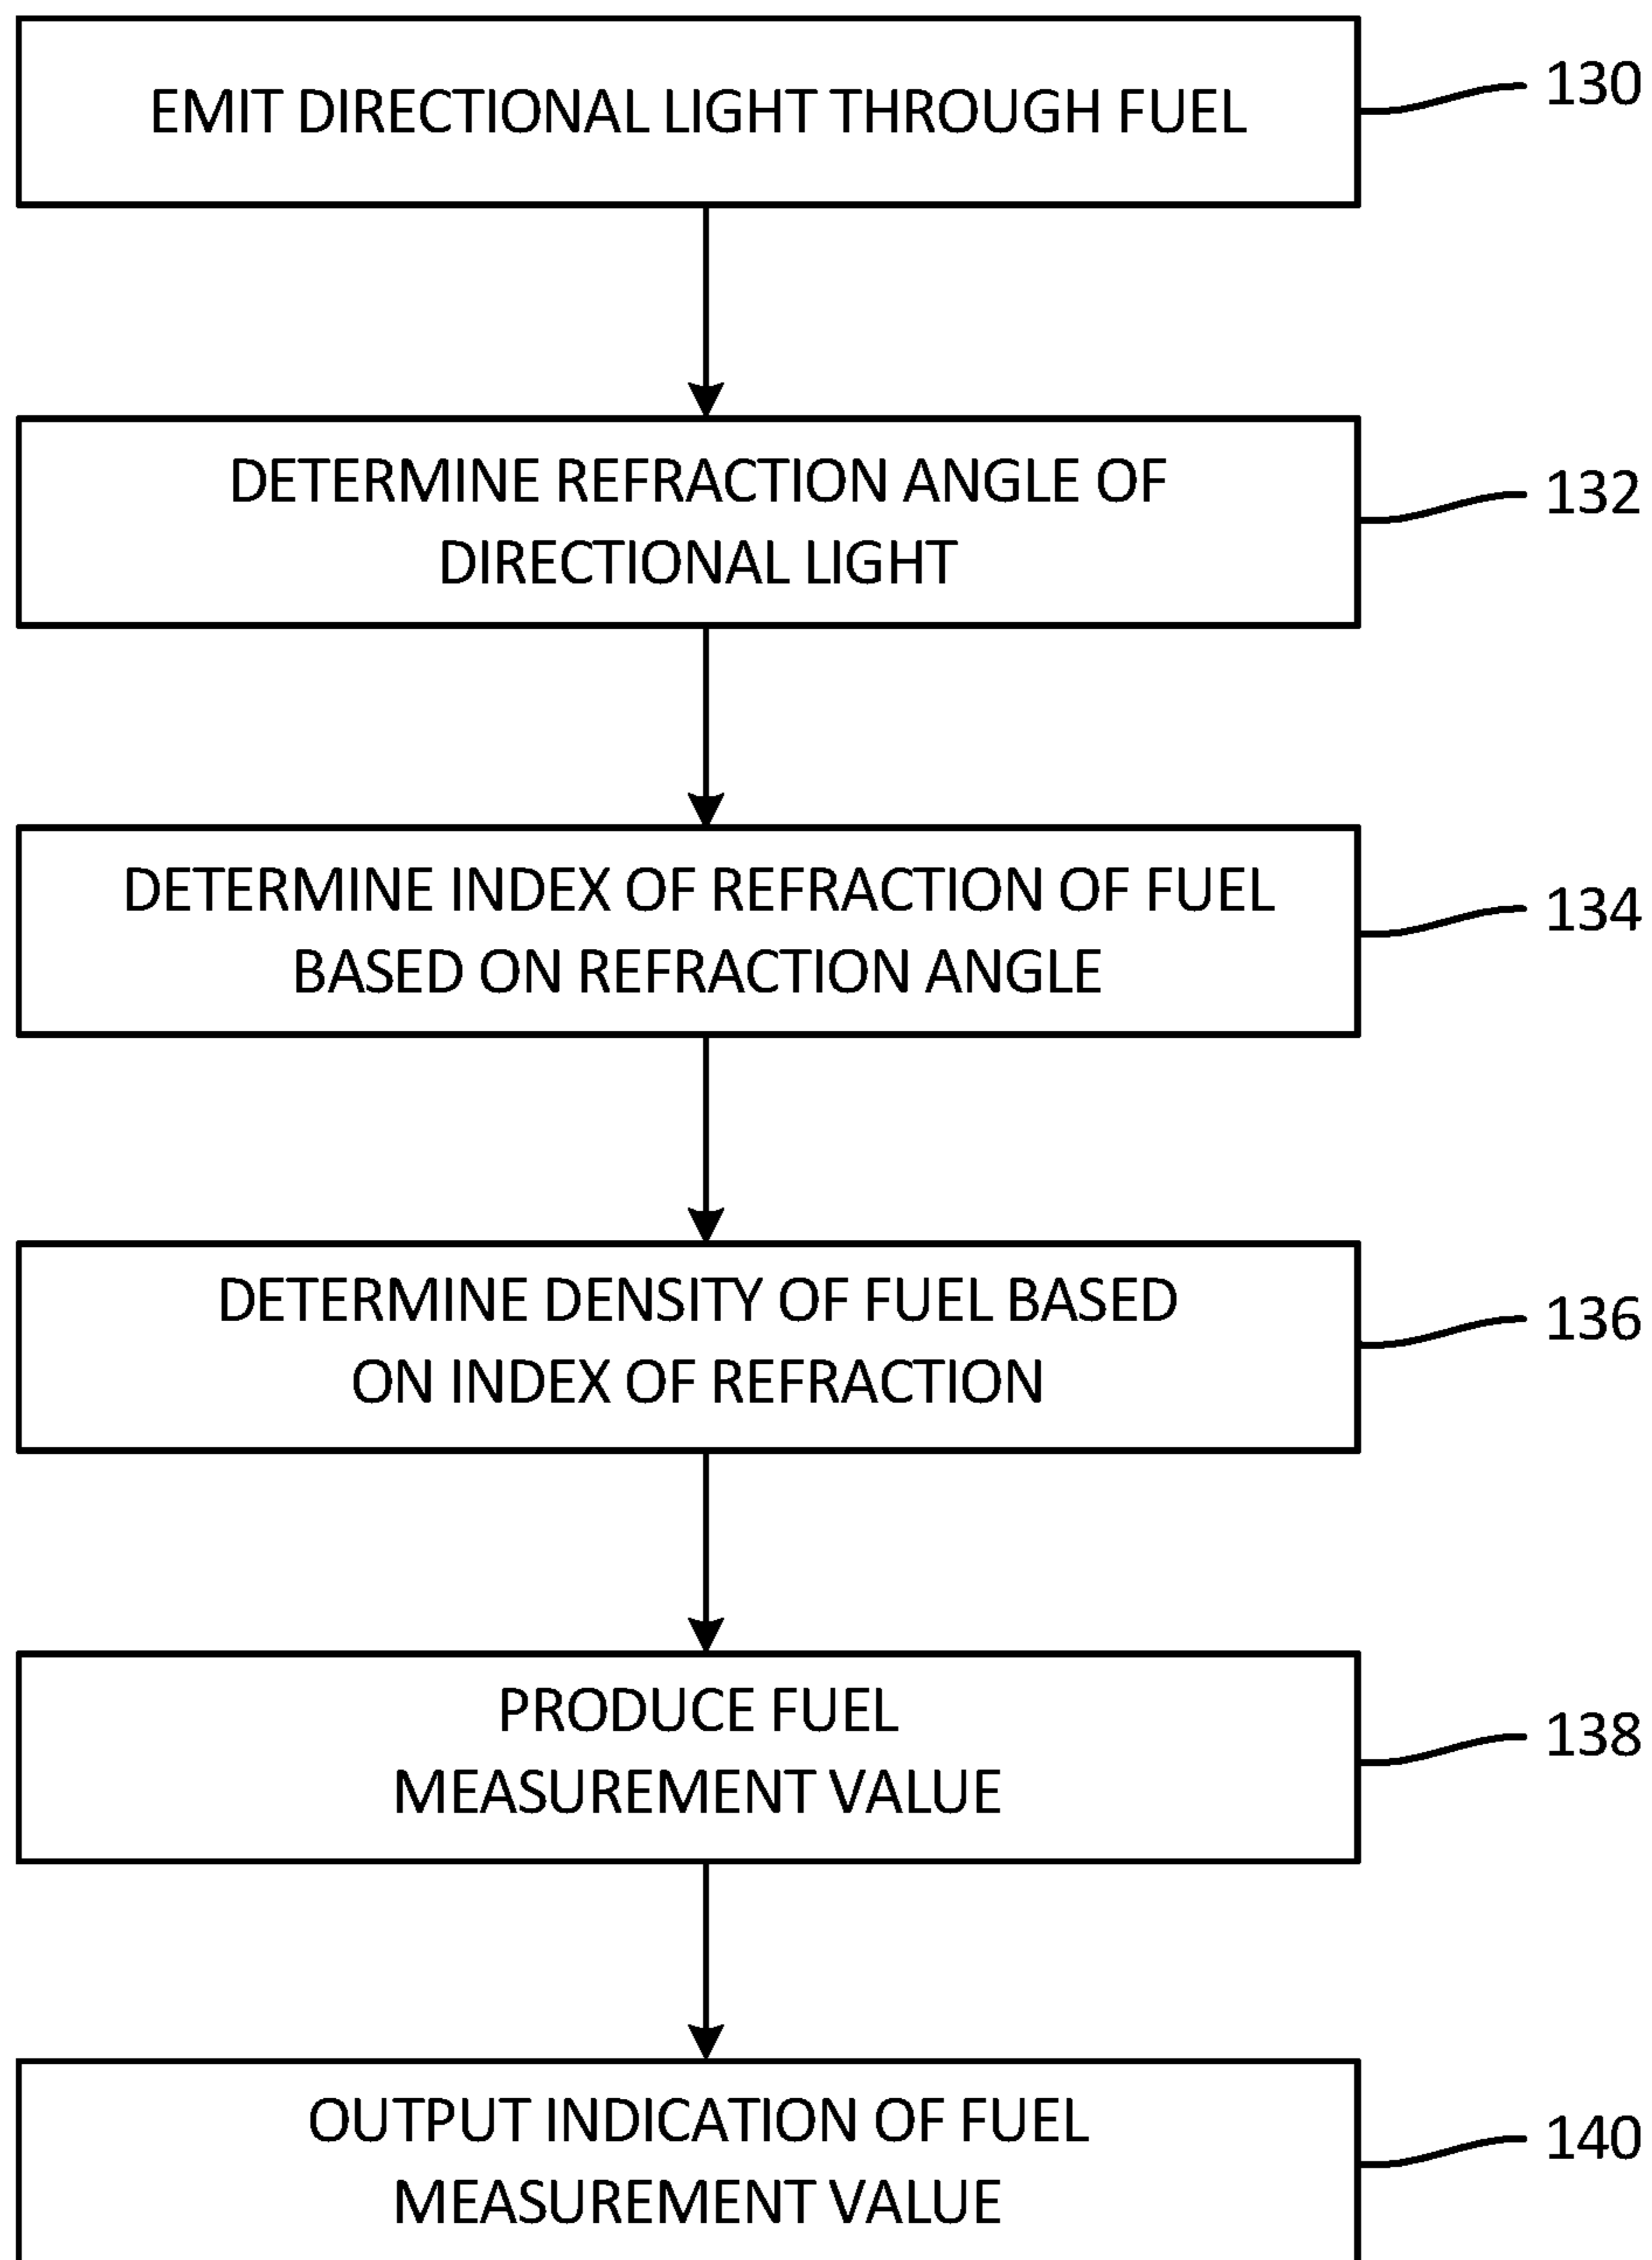 EMIT DIRECTIONAL LIGHT THROUGH FUEL
130
DETERMINE REFRACTION ANGLE OF
DIRECTIONAL LIGHT
132
DETERMINE INDEX OF REFRACTION OF FUEL
BASED ON REFRACTION ANGLE
134
DETERMINE DENSITY OF FUEL BASED
ON INDEX OF REFRACTION
136
PRODUCE FUEL
MEASUREMENT VALUE
138
OUTPUT INDICATION OF FUEL
MEASUREMENT VALUE
140